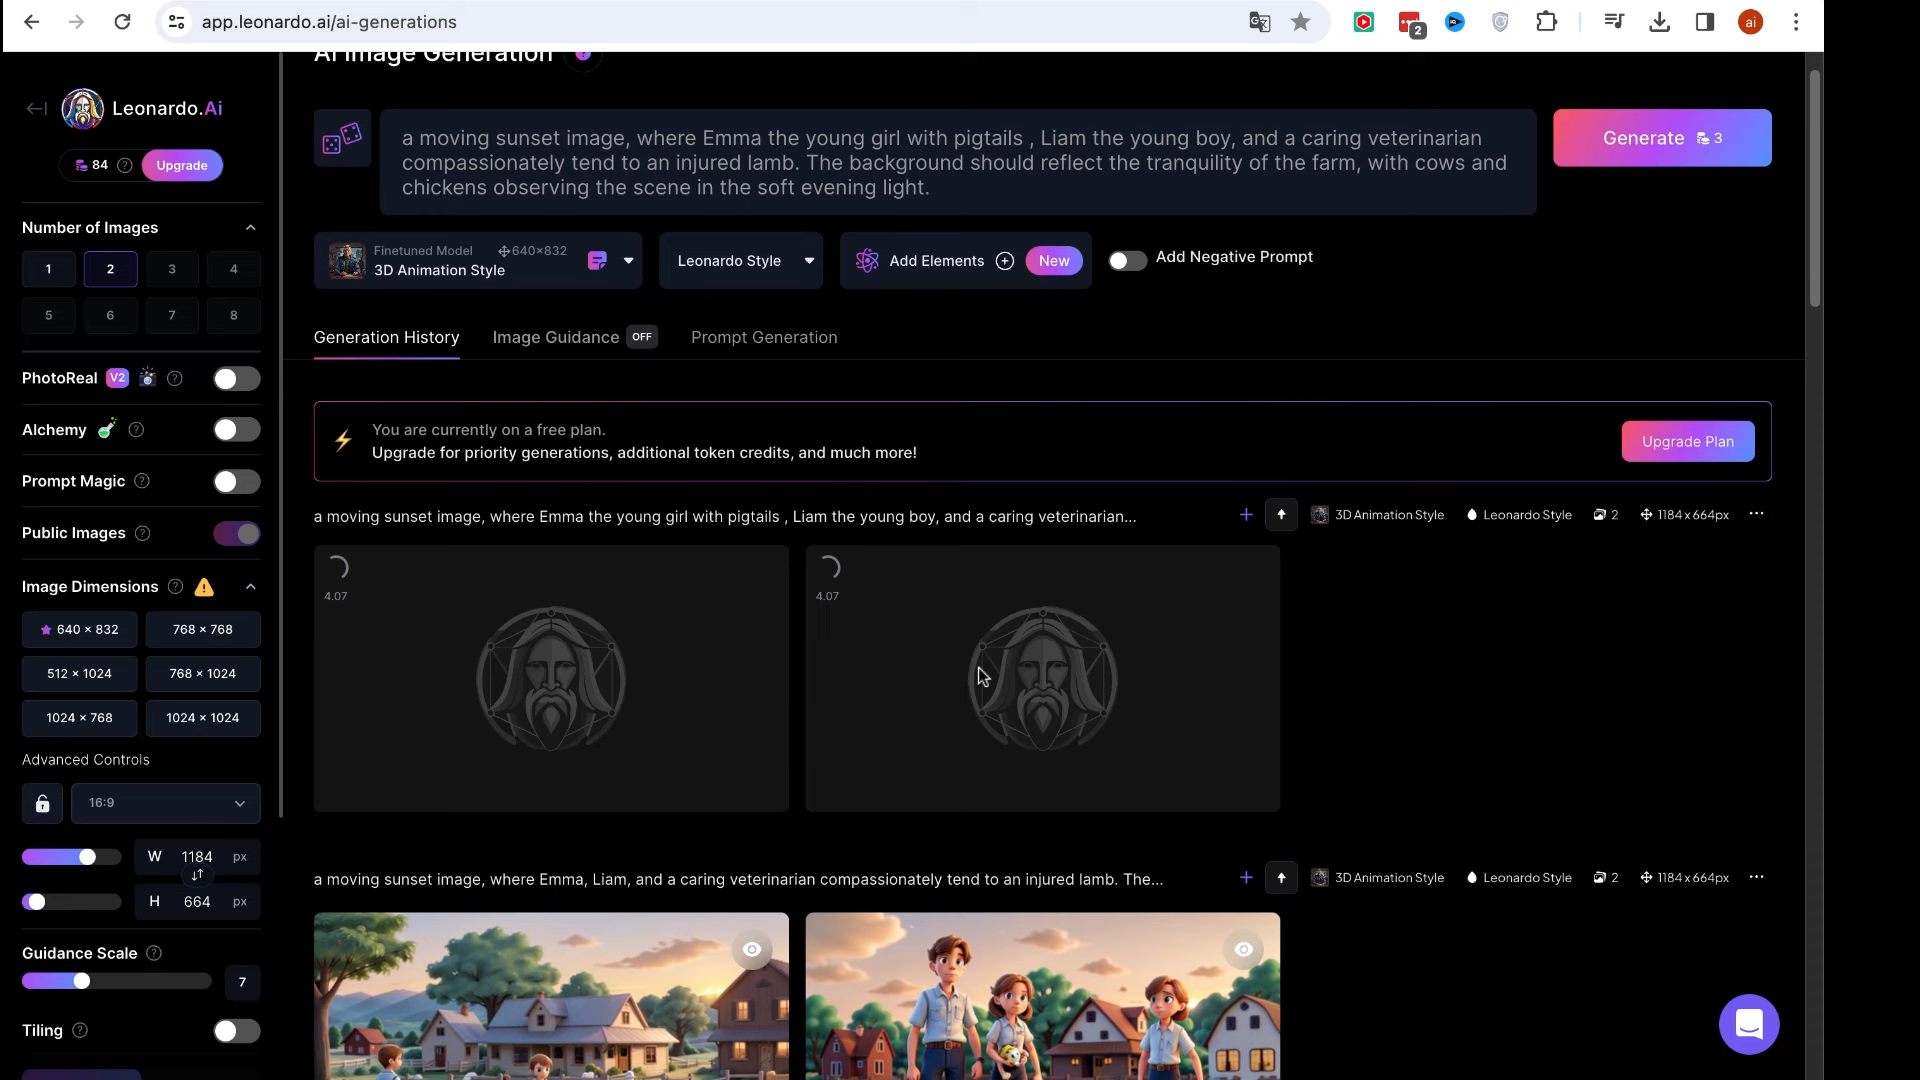 app.leonardo.ai/ai-generations
2
ai
AI Image Generation
Leonardo.Ai
84
Upgrade
a moving sunset image, where Emma the young girl with pigtails , Liam the young boy, and a caring veterinarian
compassionately tend to an injured lamb. The background should reflect the tranquility of the farm, with cows and
chickens observing the scene in the soft evening light.
Generate 3
Number of Images
1 2 3 4
5 6 7 8
Finetuned Model 640×832
3D Animation Style
Leonardo Style
Add Elements
New
Add Negative Prompt
Generation History
Image Guidance OFF
Prompt Generation
PhotoReal V2
Alchemy
Prompt Magic
Public Images
Image Dimensions
640 × 832
768 × 768
512 × 1024
768 × 1024
1024 × 768
1024 × 1024
Advanced Controls
16:9
W 1184 px
H 664 px
Guidance Scale
7
Tiling
You are currently on a free plan.
Upgrade for priority generations, additional token credits, and much more!
Upgrade Plan
a moving sunset image, where Emma the young girl with pigtails , Liam the young boy, and a caring veterinarian...
3D Animation Style
Leonardo Style
2
1184 x 664px
4.07
4.07
a moving sunset image, where Emma, Liam, and a caring veterinarian compassionately tend to an injured lamb. The...
3D Animation Style
Leonardo Style
2
1184 x 664px